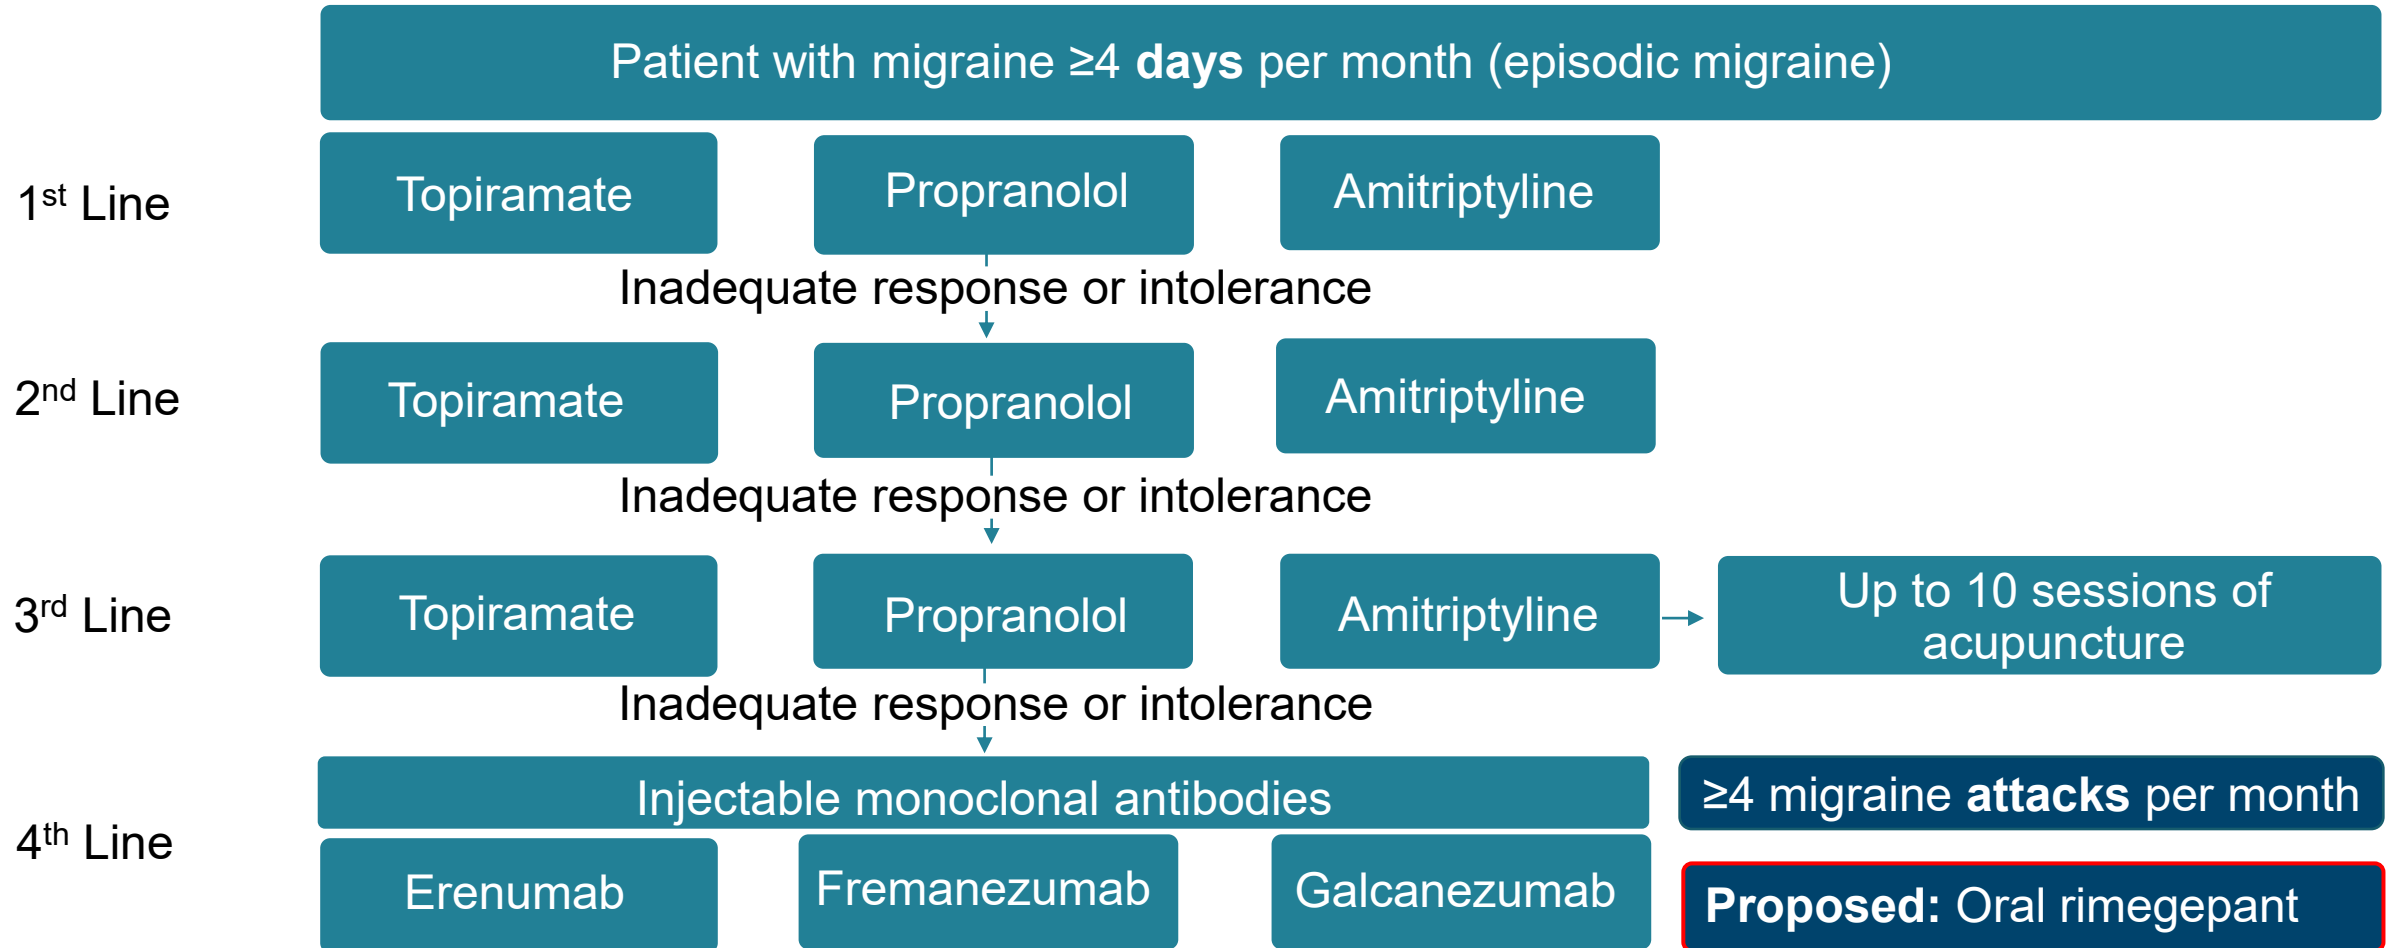 Patient with migraine ≥4 days per month (episodic migraine)
1st Line
Topiramate
Propranolol
Amitriptyline
Inadequate response or intolerance
2nd Line
Topiramate
Propranolol
Amitriptyline
Inadequate response or intolerance
3rd Line
Topiramate
Propranolol
Amitriptyline
Up to 10 sessions of
acupuncture
Inadequate response or intolerance
4th Line
Injectable monoclonal antibodies
≥4 migraine attacks per month
Erenumab
Fremanezumab
Galcanezumab
Proposed: Oral rimegepant